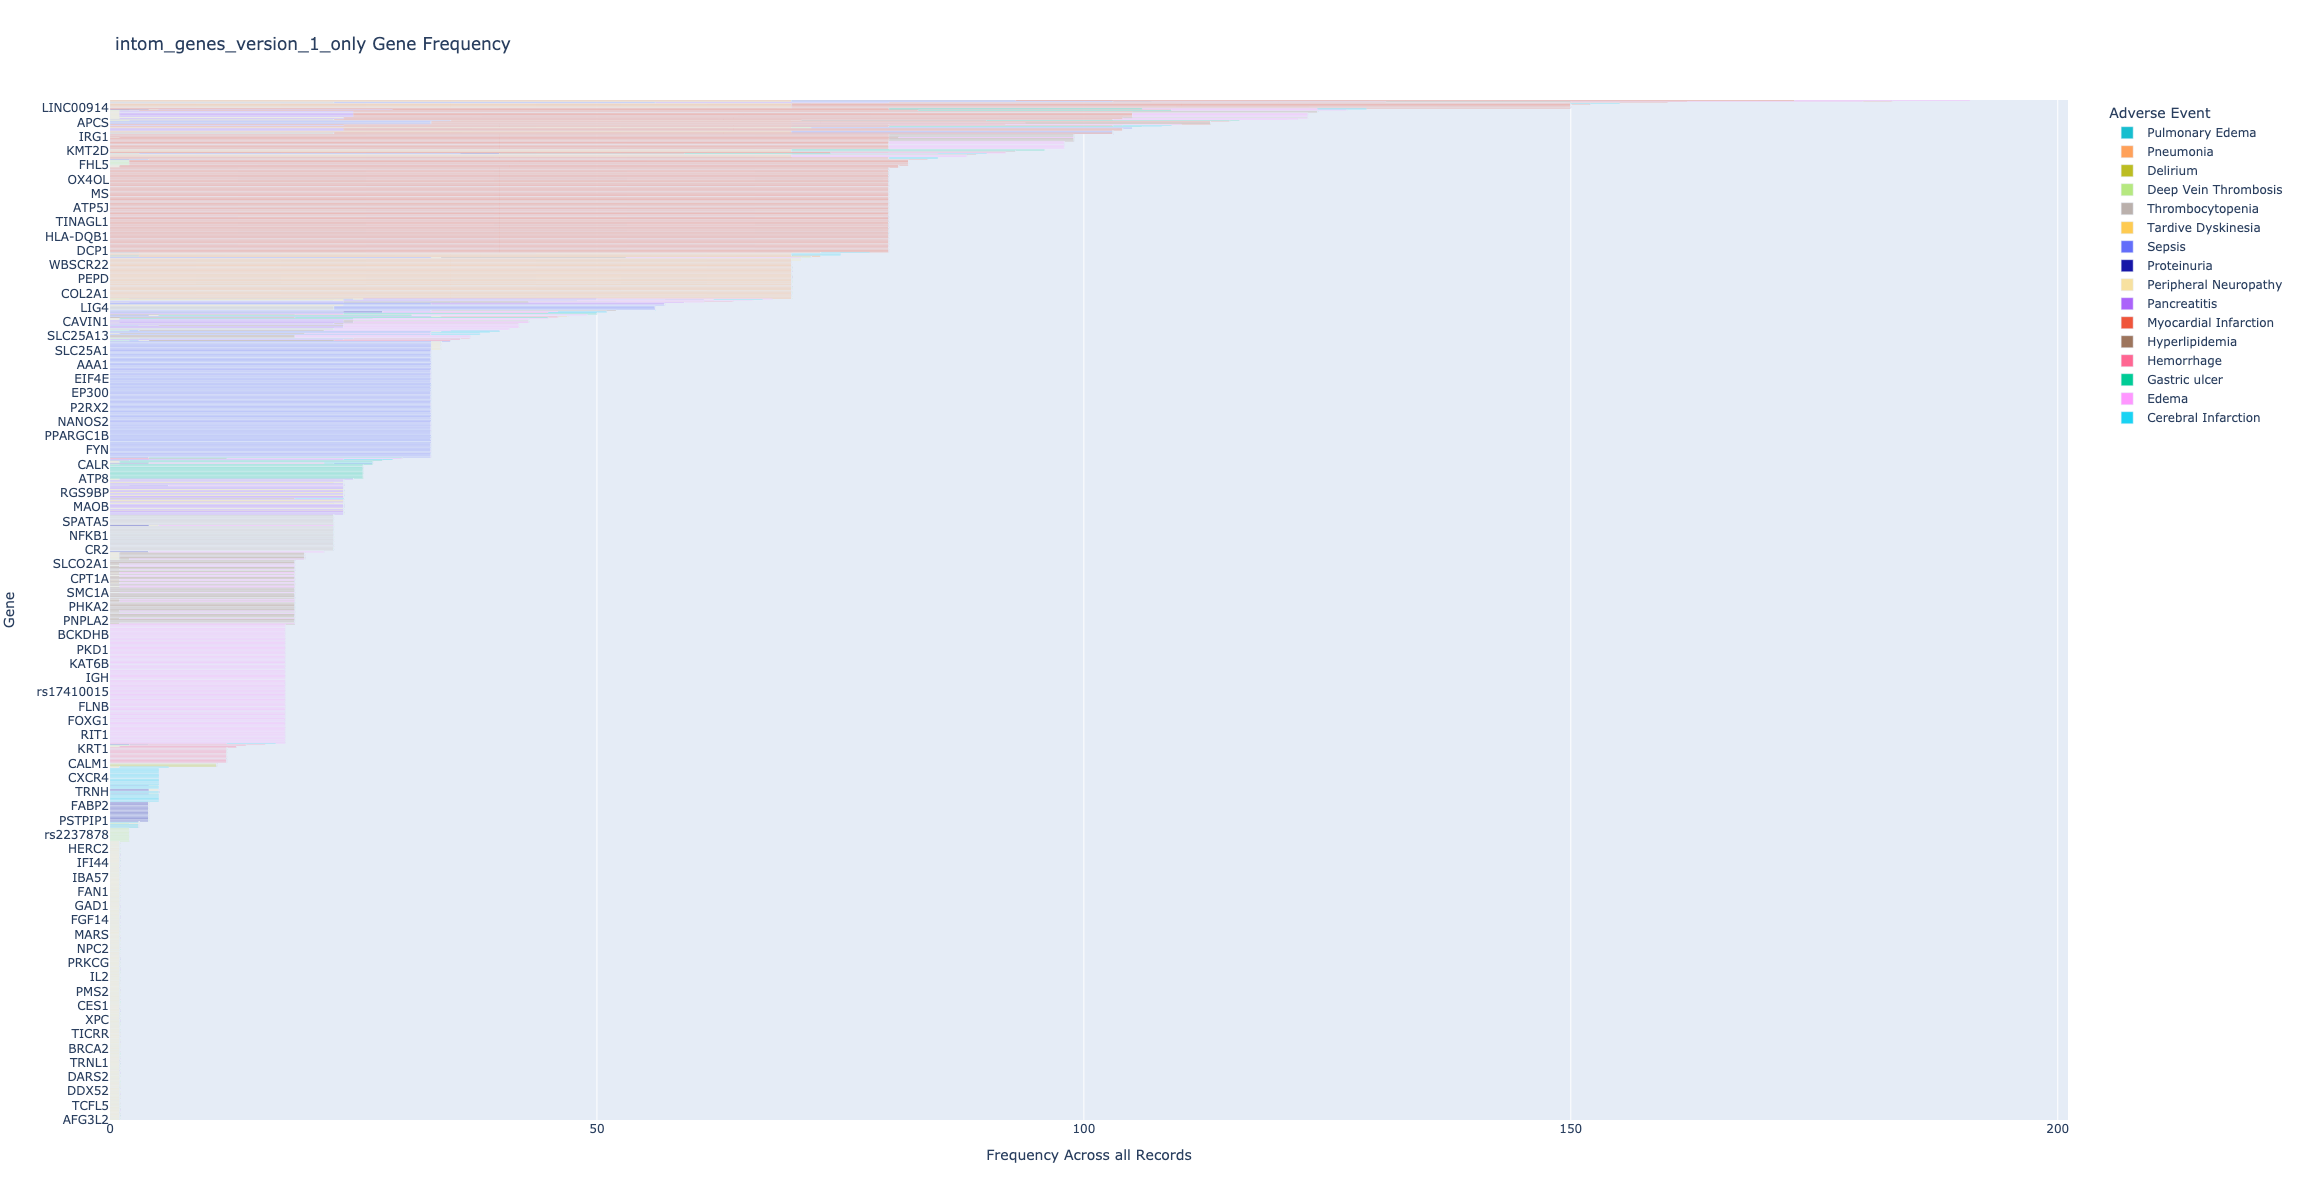 intom_genes_version_1_only Gene Frequency
LINC00914
APCS
IRG1
KMT2D
FHL5
OX4OL
MS
ATP5J
TINAGL1
HLA-DQB1
DCP1
WBSCR22
PEPD
COL2A1
LIG4
CAVIN1
SLC25A13
SLC25A1
AAA1
EIF4E
EP300
P2RX2
NANOS2
PPARGC1B
FYN
CALR
ATP8
RGS9BP
MAOB
SPATA5
NFKB1
CR2
SLCO2A1
CPT1A
SMC1A
PHKA2
PNPLA2
BCKDHB
PKD1
KAT6B
IGH
rs17410015
FLNB
FOXG1
RIT1
KRT1
CALM1
CXCR4
TRNH
FABP2
PSTPIP1
rs2237878
HERC2
IFI44
IBA57
FAN1
GAD1
FGF14
MARS
NPC2
PRKCG
IL2
PMS2
CES1
XPC
TICRR
BRCA2
TRNL1
DARS2
DDX52
TCFL5
AFG3L2
Gene
0 50 100 150 200
Frequency Across all Records
Adverse Event
Pulmonary Edema
Pneumonia
Delirium
Deep Vein Thrombosis
Thrombocytopenia
Tardive Dyskinesia
Sepsis
Proteinuria
Peripheral Neuropathy
Pancreatitis
Myocardial Infarction
Hyperlipidemia
Hemorrhage
Gastric ulcer
Edema
Cerebral Infarction